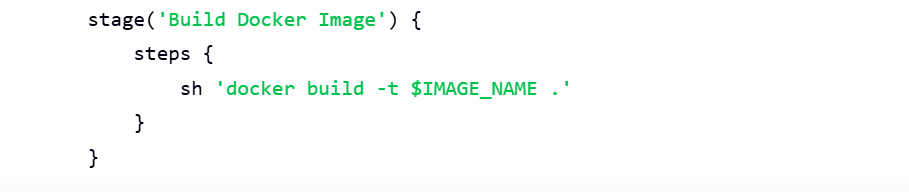 stage('Build Docker Image') {
    steps {
        sh 'docker build -t $IMAGE_NAME .'
    }
}